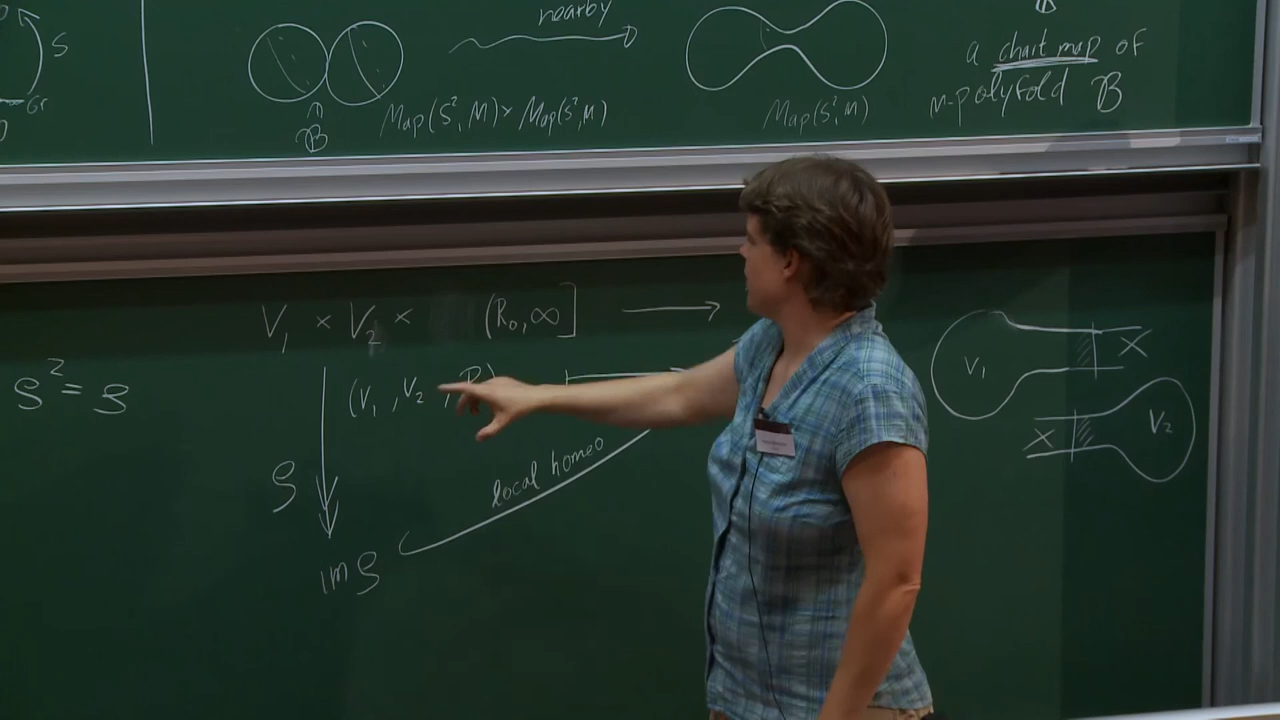 S
Gr
nearby
B
Map(S², M) × Map(S², M)
Map(S², M)
a chart map of
M-polyfold B
V₁ × V₂ × (R₀, ∞]
(V₁, V₂, R)
ρ² = ρ
ρ
local homeo
im ρ
V₁
X
X
V₂